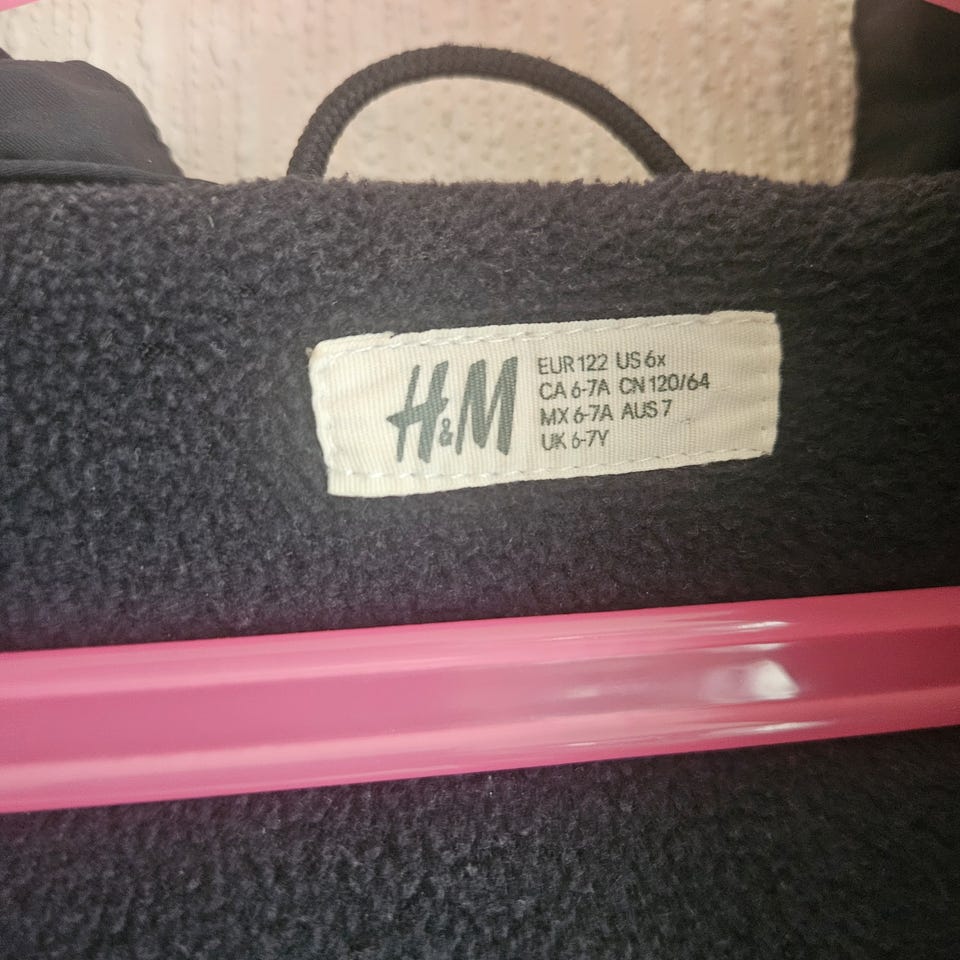 H&M
EUR 122 US 6x
CA 6-7A CN 120/64
MX 6-7A AUS 7
UK 6-7Y